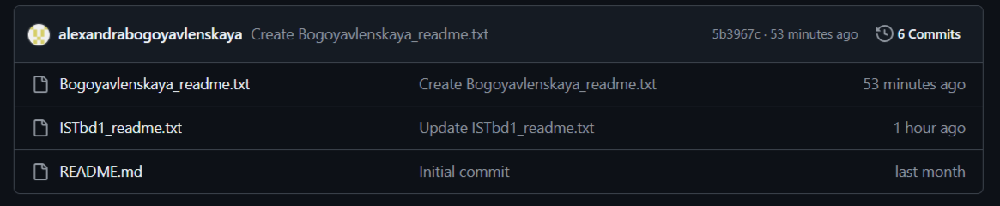 alexandrabogoyavlenskaya Create Bogoyavlenskaya_readme.txt 5b3967c · 53 minutes ago 6 Commits
Bogoyavlenskaya_readme.txt Create Bogoyavlenskaya_readme.txt 53 minutes ago
ISTbd1_readme.txt Update ISTbd1_readme.txt 1 hour ago
README.md Initial commit last month